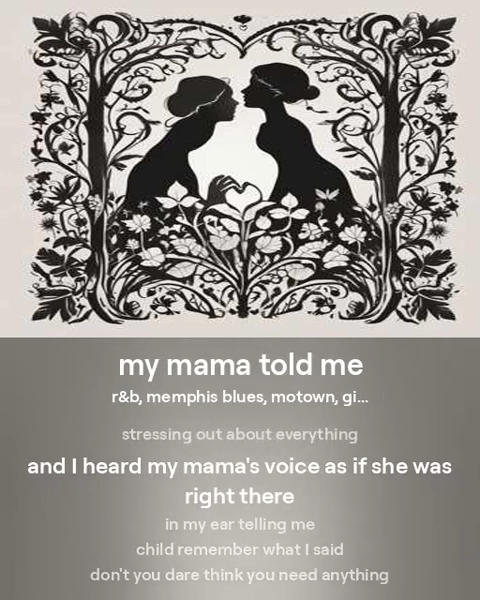 my mama told me
r&b, memphis blues, motown, gi...
stressing out about everything
and I heard my mama's voice as if she was
right there
in my ear telling me
child remember what I said
don't you dare think you need anything